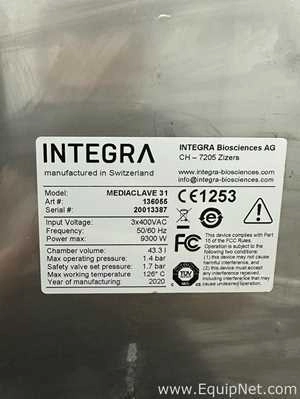 INTEGRA
manufactured in Switzerland
INTEGRA Biosciences AG
CH – 7205 Zizers
www.integra-biosciences.com
info@integra-biosciences.com
Model: MEDIACLAVE 31
Art #: 136055
Serial #: 20013387
Input Voltage: 3x400VAC
Frequency: 50/60 Hz
Power max: 9300 W
Chamber volume: 43.3 l
Max operating pressure: 1.4 bar
Safety valve set pressure: 1.7 bar
Max working temperature: 126° C
Year of manufacturing: 2020
CE1253
FC
This device complies with Part
15 of the FCC Rules.
Operation is subject to the
following two conditions:
(1) this device may not cause
harmful interference, and
(2) this device must accept
any interference received,
including interference that may
cause undesired operation.
TÜV
www.EquipNet.com